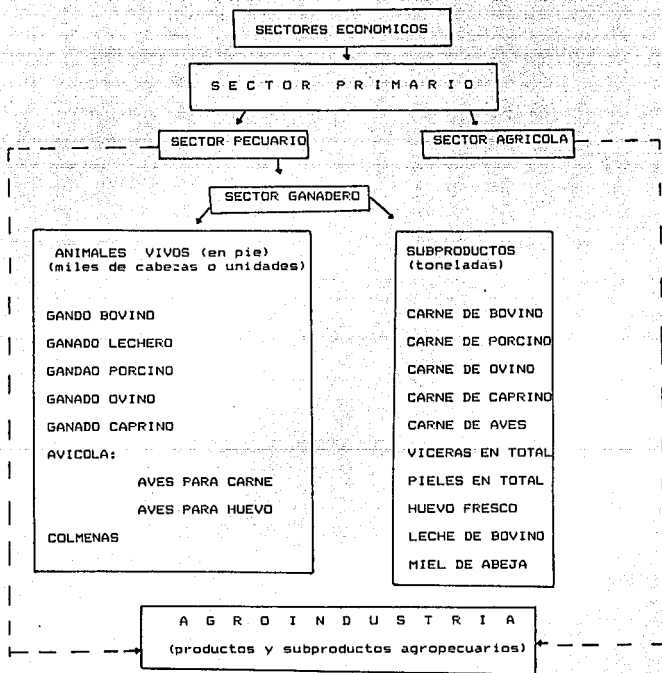 SECTORES ECONOMICOS
SECTOR PRIMARIO
SECTOR PECUARIO
SECTOR AGRICOLA
SECTOR GANADERO
ANIMALES VIVOS (en pie)
(miles de cabezas o unidades)
GANDO BOVINO
GANADO LECHERO
GANDAO PORCINO
GANADO OVINO
GANADO CAPRINO
AVICOLA:
AVES PARA CARNE
AVES PARA HUEVO
COLMENAS
SUBPRODUCTOS
(toneladas)
CARNE DE BOVINO
CARNE DE PORCINO
CARNE DE OVINO
CARNE DE CAPRINO
CARNE DE AVES
VICERAS EN TOTAL
PIELES EN TOTAL
HUEVO FRESCO
LECHE DE BOVINO
MIEL DE ABEJA
AGROINDUSTRIA
(productos y subproductos agropecuarios)